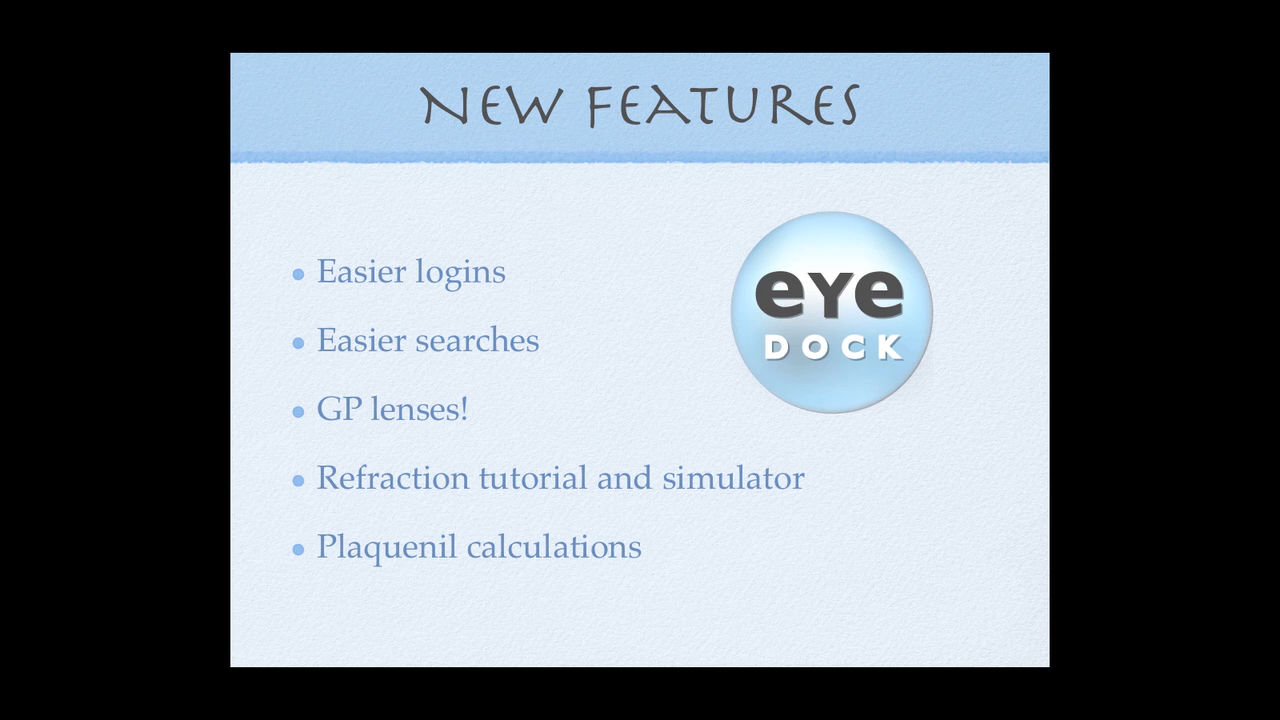 NEW FEATURES
eYe
DOCK
• Easier logins
• Easier searches
• GP lenses!
• Refraction tutorial and simulator
• Plaquenil calculations